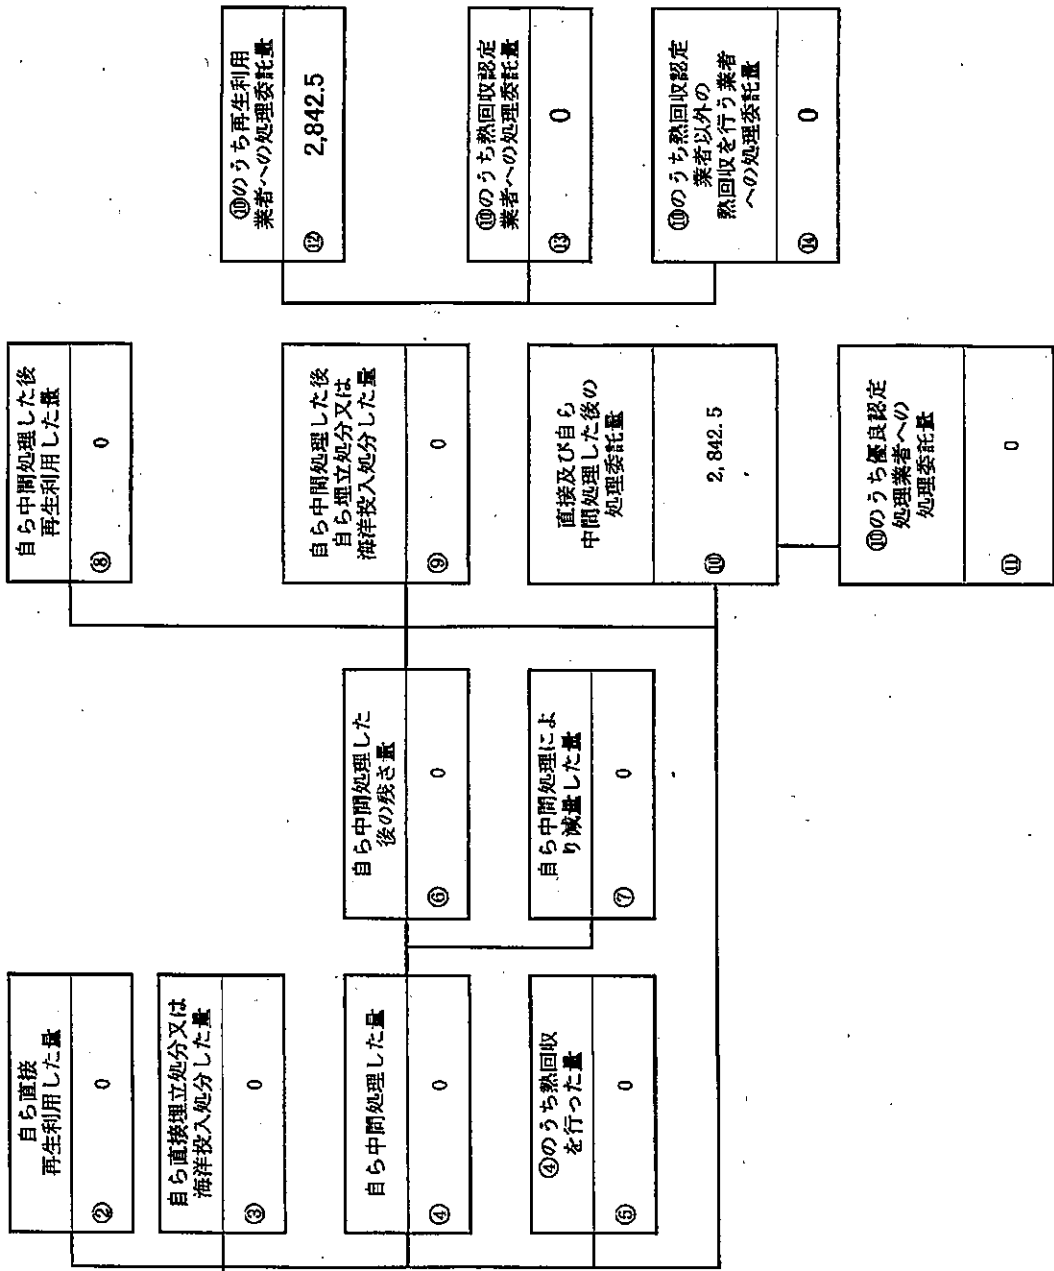 自ら直接
再生利用した量
② 0
自ら直接埋立処分又は
海洋投入処分した量
③ 0
自ら中間処理した量
④ 0
④のうち熱回収
を行った量
⑤ 0
自ら中間処理した
後の残さ量
⑥ 0
自ら中間処理によ
り減量した量
⑦ 0
自ら中間処理した後
再生利用した量
⑧ 0
自ら中間処理した後
自ら埋立処分又は
海洋投入処分した量
⑨ 0
直接及び自ら
中間処理した後の
処理委託量
⑩ 2,842.5
⑩のうち優良認定
処理業者への
処理委託量
⑪ 0
⑩のうち再生利用
業者への処理委託量
⑫ 2,842.5
⑩のうち熱回収認定
業者への処理委託量
⑬ 0
⑩のうち熱回収認定
業者以外の
熱回収を行う業者
への処理委託量
⑭ 0